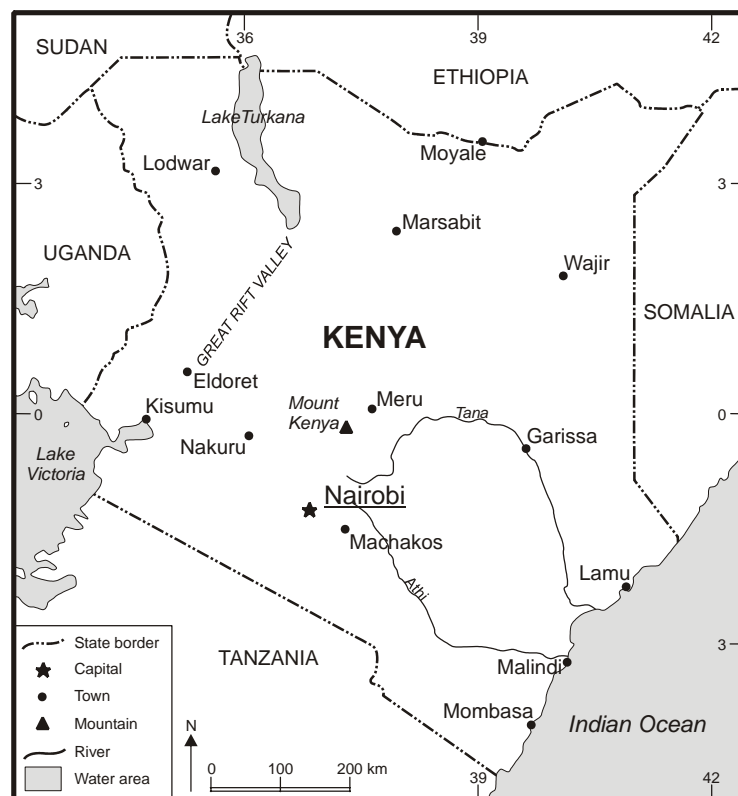 36
39
42
SUDAN
ETHIOPIA
LakeTurkana
Moyale
Lodwar
3
3
Marsabit
UGANDA
GREAT RIFT VALLEY
Wajir
SOMALIA
KENYA
Eldoret
Kisumu
Mount
Kenya
Meru
Tana
0
0
Nakuru
Garissa
Lake
Victoria
Nairobi
Machakos
Athi
Lamu
TANZANIA
3
Malindi
Mombasa
Indian Ocean
State border
Capital
Town
Mountain
River
Water area
N
0 100 200 km
39
42